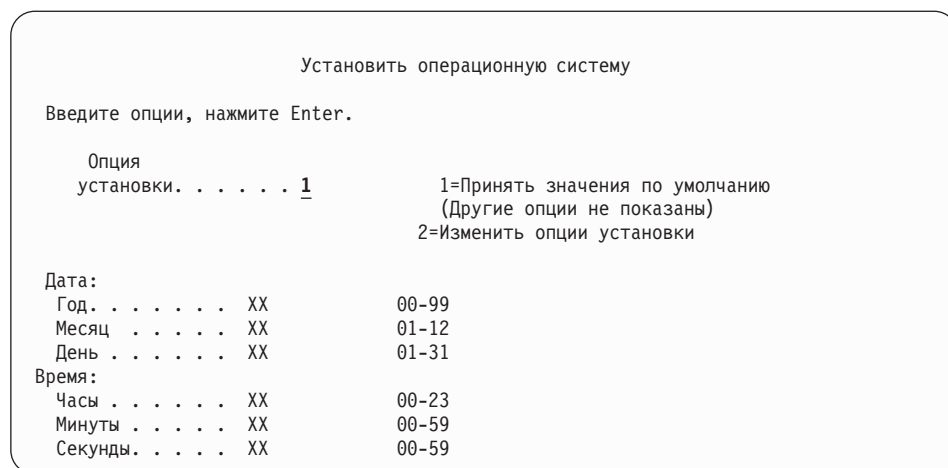 Установить операционную систему
Введите опции, нажмите Enter.
Опция
установки. . . . . . 1 1=Принять значения по умолчанию
(Другие опции не показаны)
2=Изменить опции установки
Дата:
Год. . . . . . . XX 00-99
Месяц . . . . . XX 01-12
День . . . . . . XX 01-31
Время:
Часы . . . . . . XX 00-23
Минуты . . . . . XX 00-59
Секунды. . . . . XX 00-59